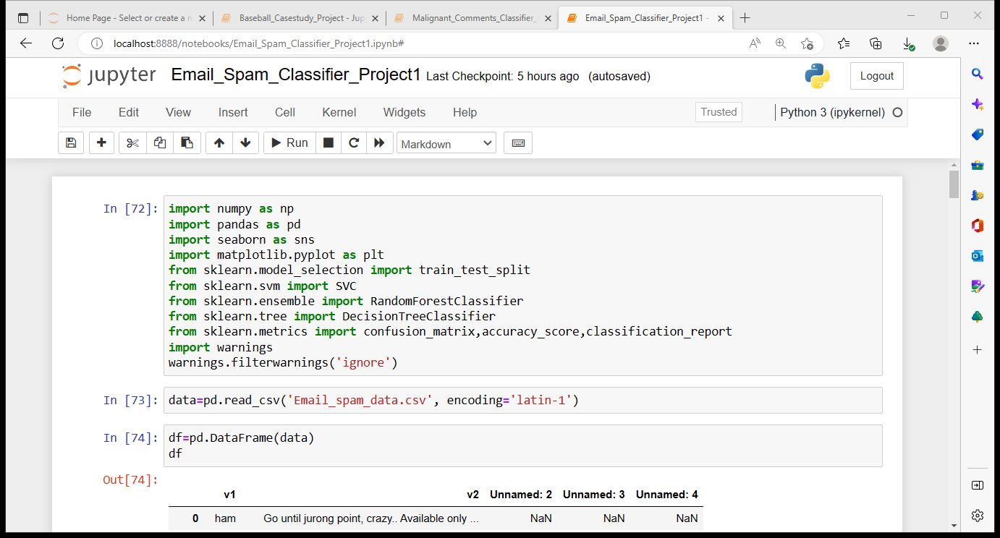 Home Page - Select or create a n
Baseball_Casestudy_Project - Jup
Malignant_Comments_Classifier_
Email_Spam_Classifier_Project1 -
localhost:8888/notebooks/Email_Spam_Classifier_Project1.ipynb#
jupyter Email_Spam_Classifier_Project1 Last Checkpoint: 5 hours ago (autosaved)
Logout
File Edit View Insert Cell Kernel Widgets Help
Trusted
Python 3 (ipykernel)
Run
Markdown
In [72]:
import numpy as np
import pandas as pd
import seaborn as sns
import matplotlib.pyplot as plt
from sklearn.model_selection import train_test_split
from sklearn.svm import SVC
from sklearn.ensemble import RandomForestClassifier
from sklearn.tree import DecisionTreeClassifier
from sklearn.metrics import confusion_matrix,accuracy_score,classification_report
import warnings
warnings.filterwarnings('ignore')
In [73]:
data=pd.read_csv('Email_spam_data.csv', encoding='latin-1')
In [74]:
df=pd.DataFrame(data)
df
Out[74]:
v1 v2 Unnamed: 2 Unnamed: 3 Unnamed: 4
0 ham Go until jurong point, crazy.. Available only ... NaN NaN NaN